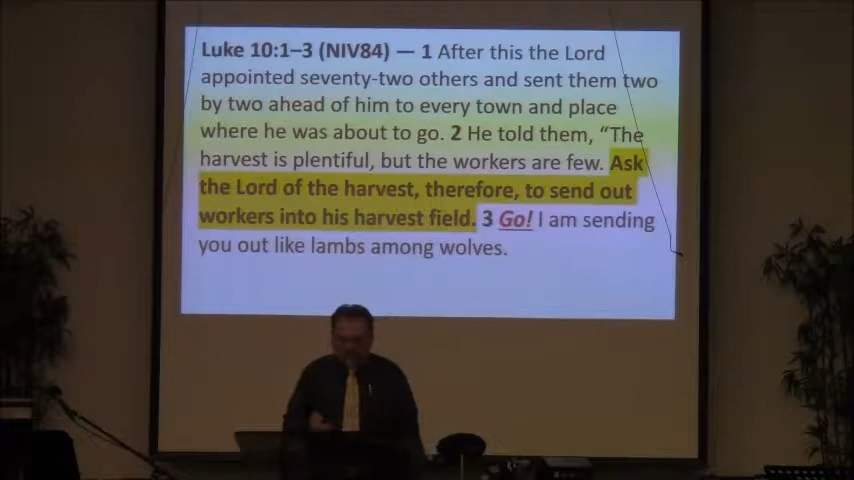 Luke 10:1–3 (NIV84) — 1 After this the Lord
appointed seventy-two others and sent them two
by two ahead of him to every town and place
where he was about to go. 2 He told them, “The
harvest is plentiful, but the workers are few. Ask
the Lord of the harvest, therefore, to send out
workers into his harvest field. 3 Go! I am sending
you out like lambs among wolves.